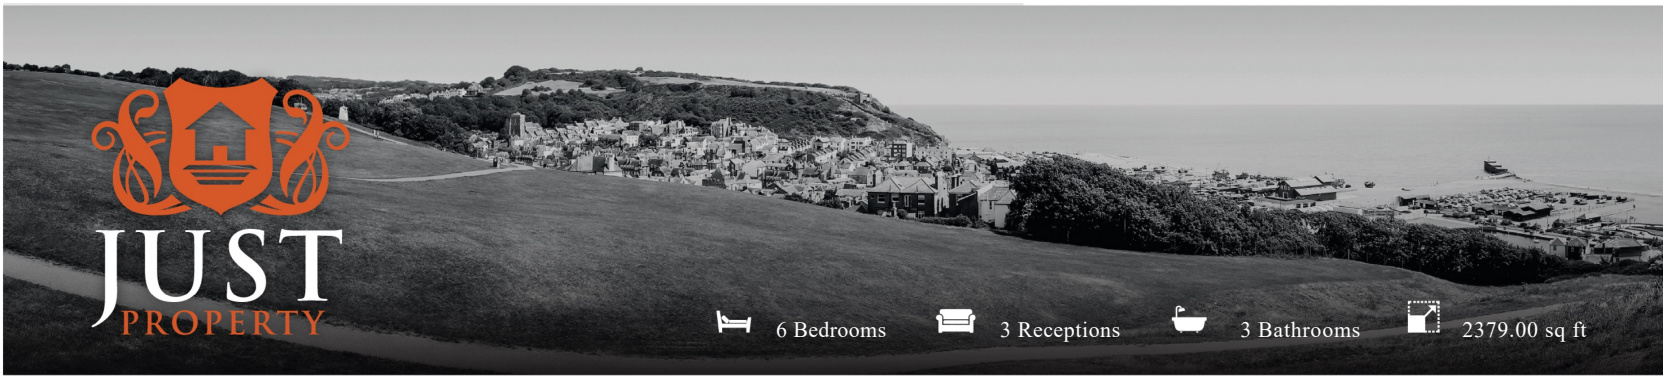 JUST
PROPERTY
6 Bedrooms 3 Receptions 3 Bathrooms 2379.00 sq ft